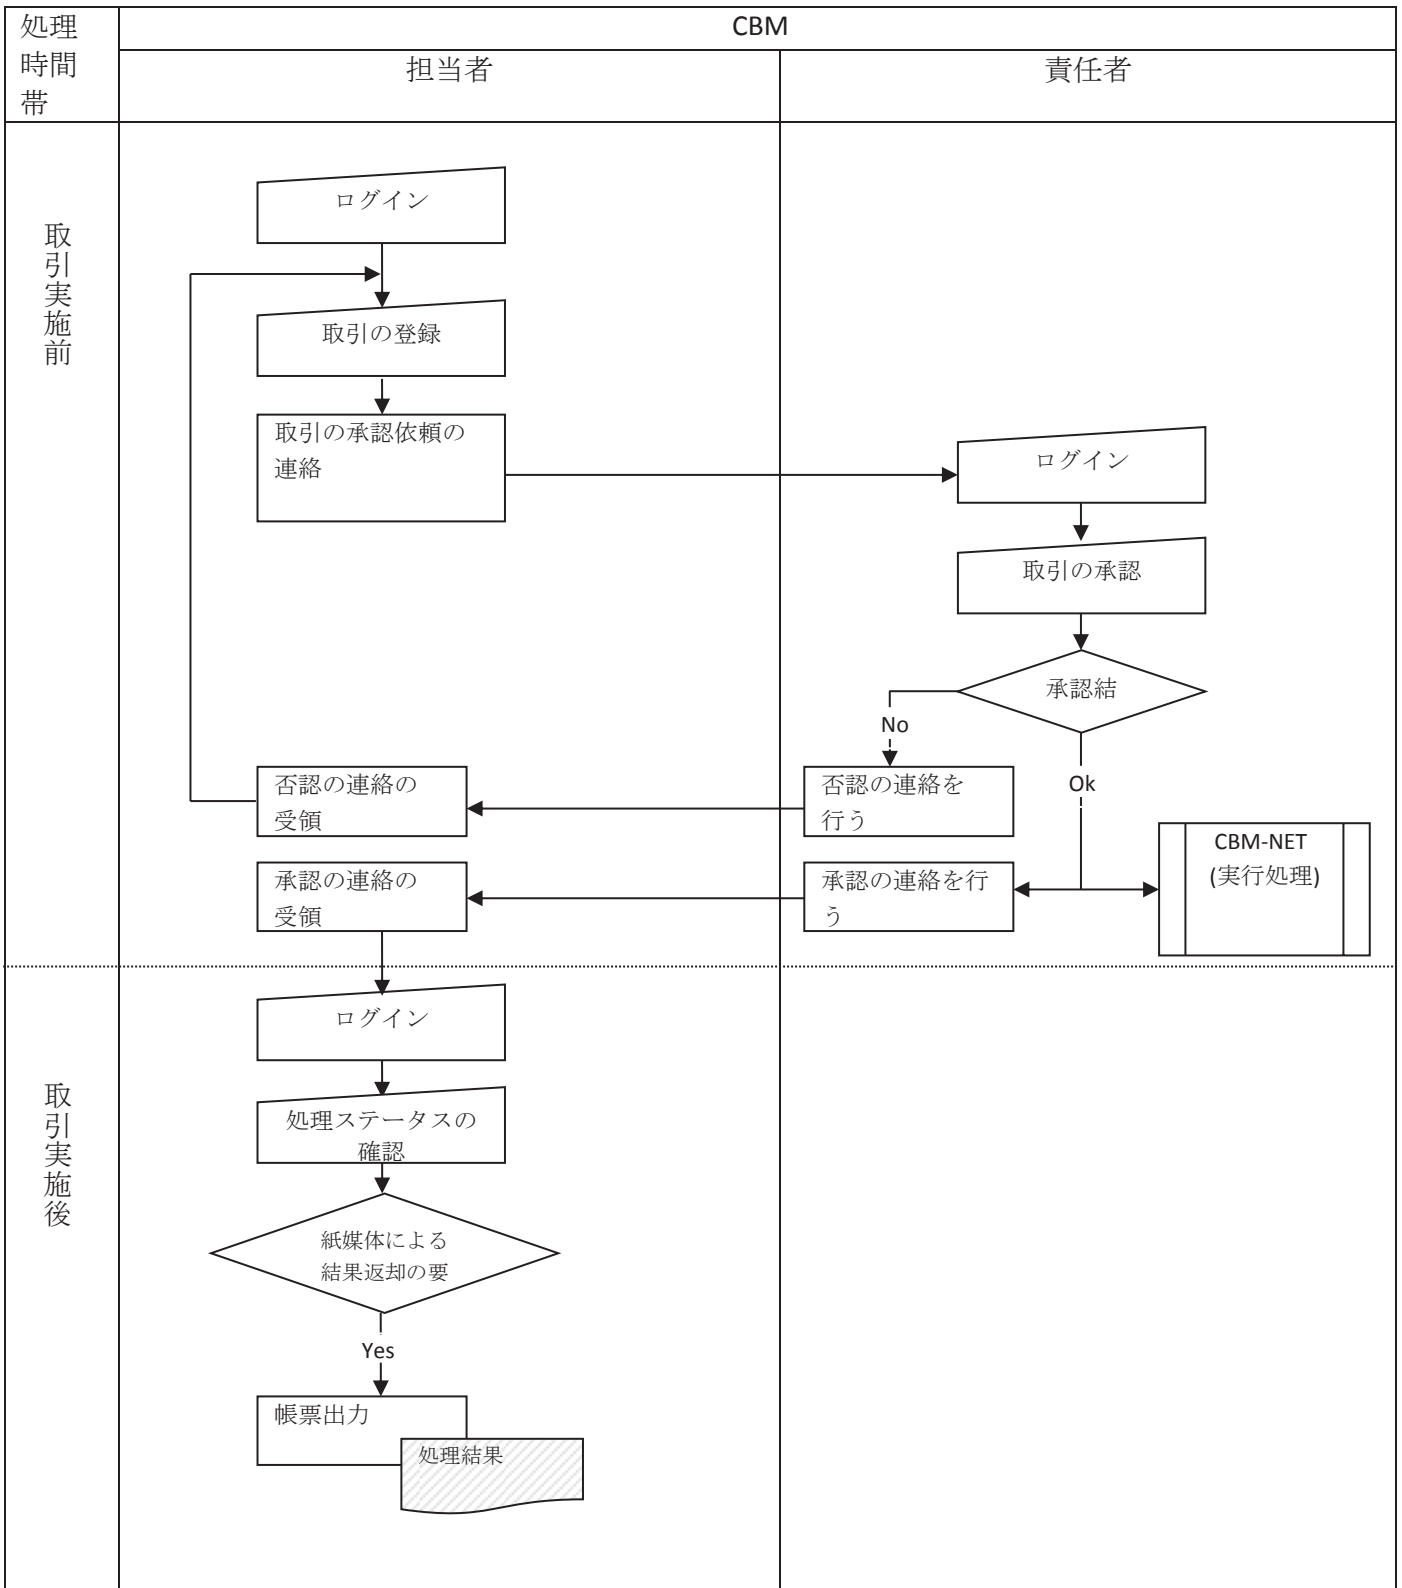 処理
時間
帯
CBM
担当者
責任者
取引実施前
ログイン
取引の登録
取引の承認依頼の
連絡
ログイン
取引の承認
承認結
No
Ok
否認の連絡の
受領
否認の連絡を
行う
CBM-NET
(実行処理)
承認の連絡の
受領
承認の連絡を行
う
取引実施後
ログイン
処理ステータスの
確認
紙媒体による
結果返却の要
Yes
帳票出力
処理結果